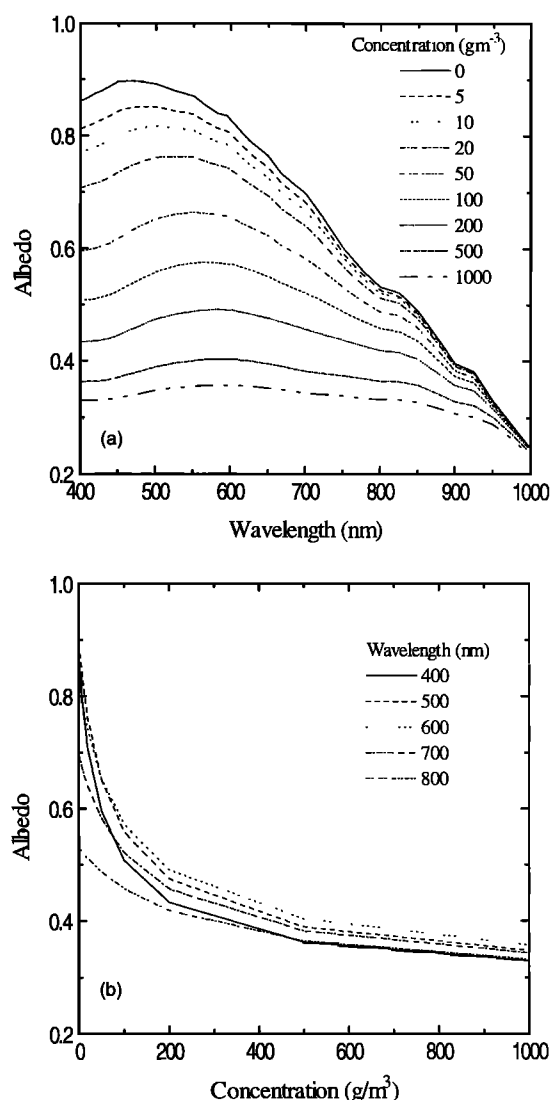 1.0
0.8
0.6
0.4
0.2
Albedo
Concentration (gm-3)
0
5
10
20
50
100
200
500
1000
(a)
400 500 600 700 800 900 1000
Wavelength (nm)
1.0
0.8
0.6
0.4
0.2
Albedo
Wavelength (nm)
400
500
600
700
800
(b)
0 200 400 600 800 1000
Concentration (g/m3)